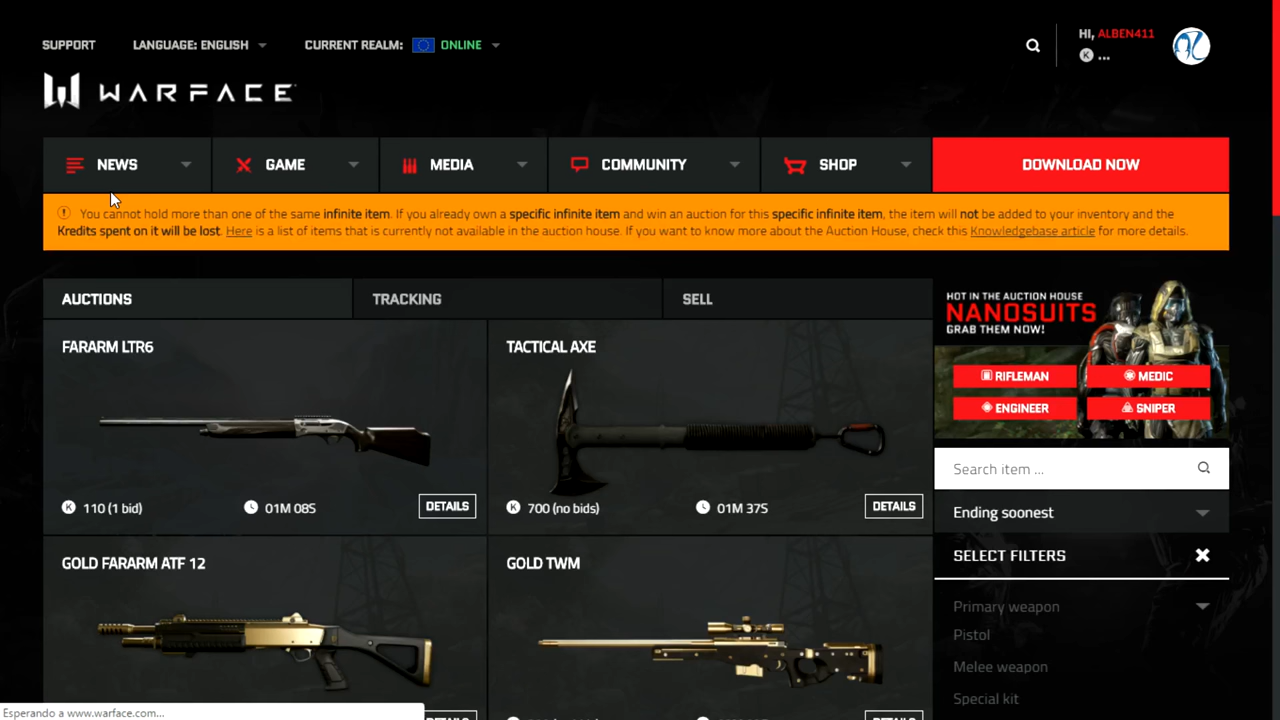 SUPPORT
LANGUAGE: ENGLISH
CURRENT REALM: ONLINE
HI, ALBEN411
K ...
WARFACE
NEWS
GAME
MEDIA
COMMUNITY
SHOP
DOWNLOAD NOW
You cannot hold more than one of the same infinite item. If you already own a specific infinite item and win an auction for this specific infinite item, the item will not be added to your inventory and the
Kredits spent on it will be lost. Here is a list of items that is currently not available in the auction house. If you want to know more about the Auction House, check this Knowledgebase article for more details.
AUCTIONS
TRACKING
SELL
FARARM LTR6
K 110 (1 bid)
01M 08S
DETAILS
TACTICAL AXE
K 700 (no bids)
01M 37S
DETAILS
GOLD FARARM ATF 12
GOLD TWM
HOT IN THE AUCTION HOUSE
NANOSUITS
GRAB THEM NOW!
RIFLEMAN
MEDIC
ENGINEER
SNIPER
Search item ...
Ending soonest
SELECT FILTERS
Primary weapon
Pistol
Melee weapon
Special kit
Esperando a www.warface.com...